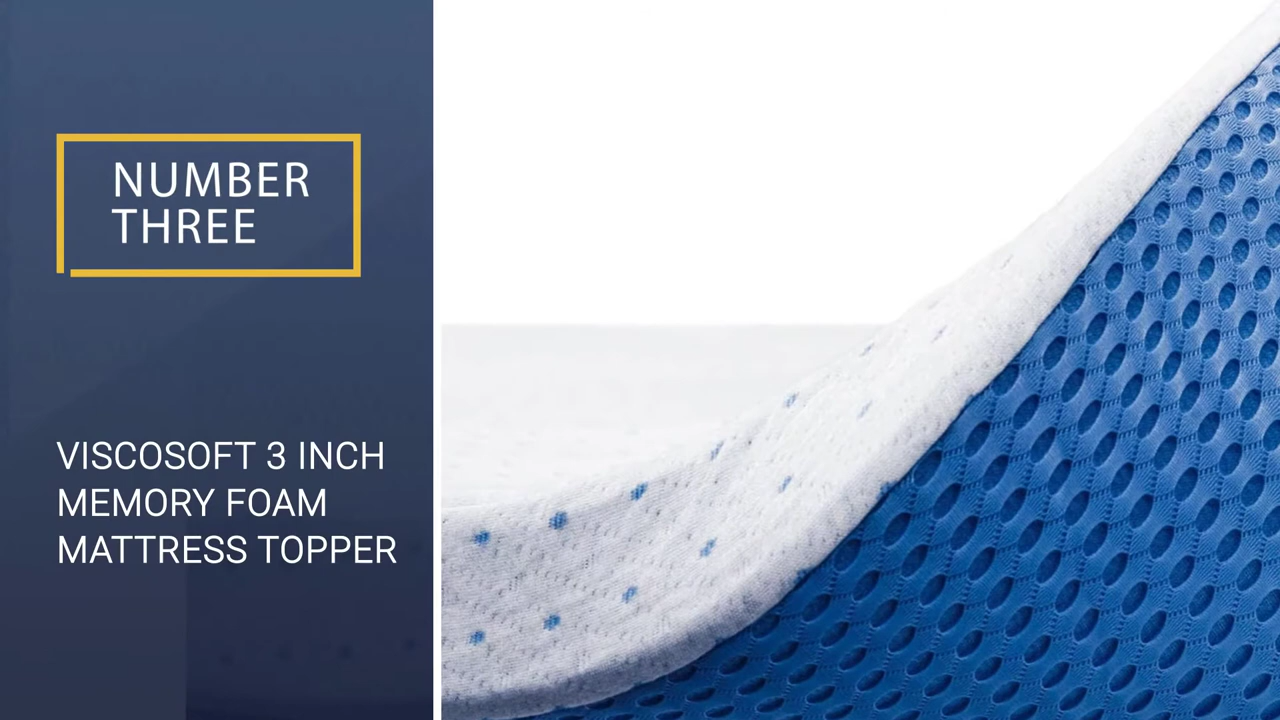 NUMBER
THREE
VISCOSOFT 3 INCH
MEMORY FOAM
MATTRESS TOPPER